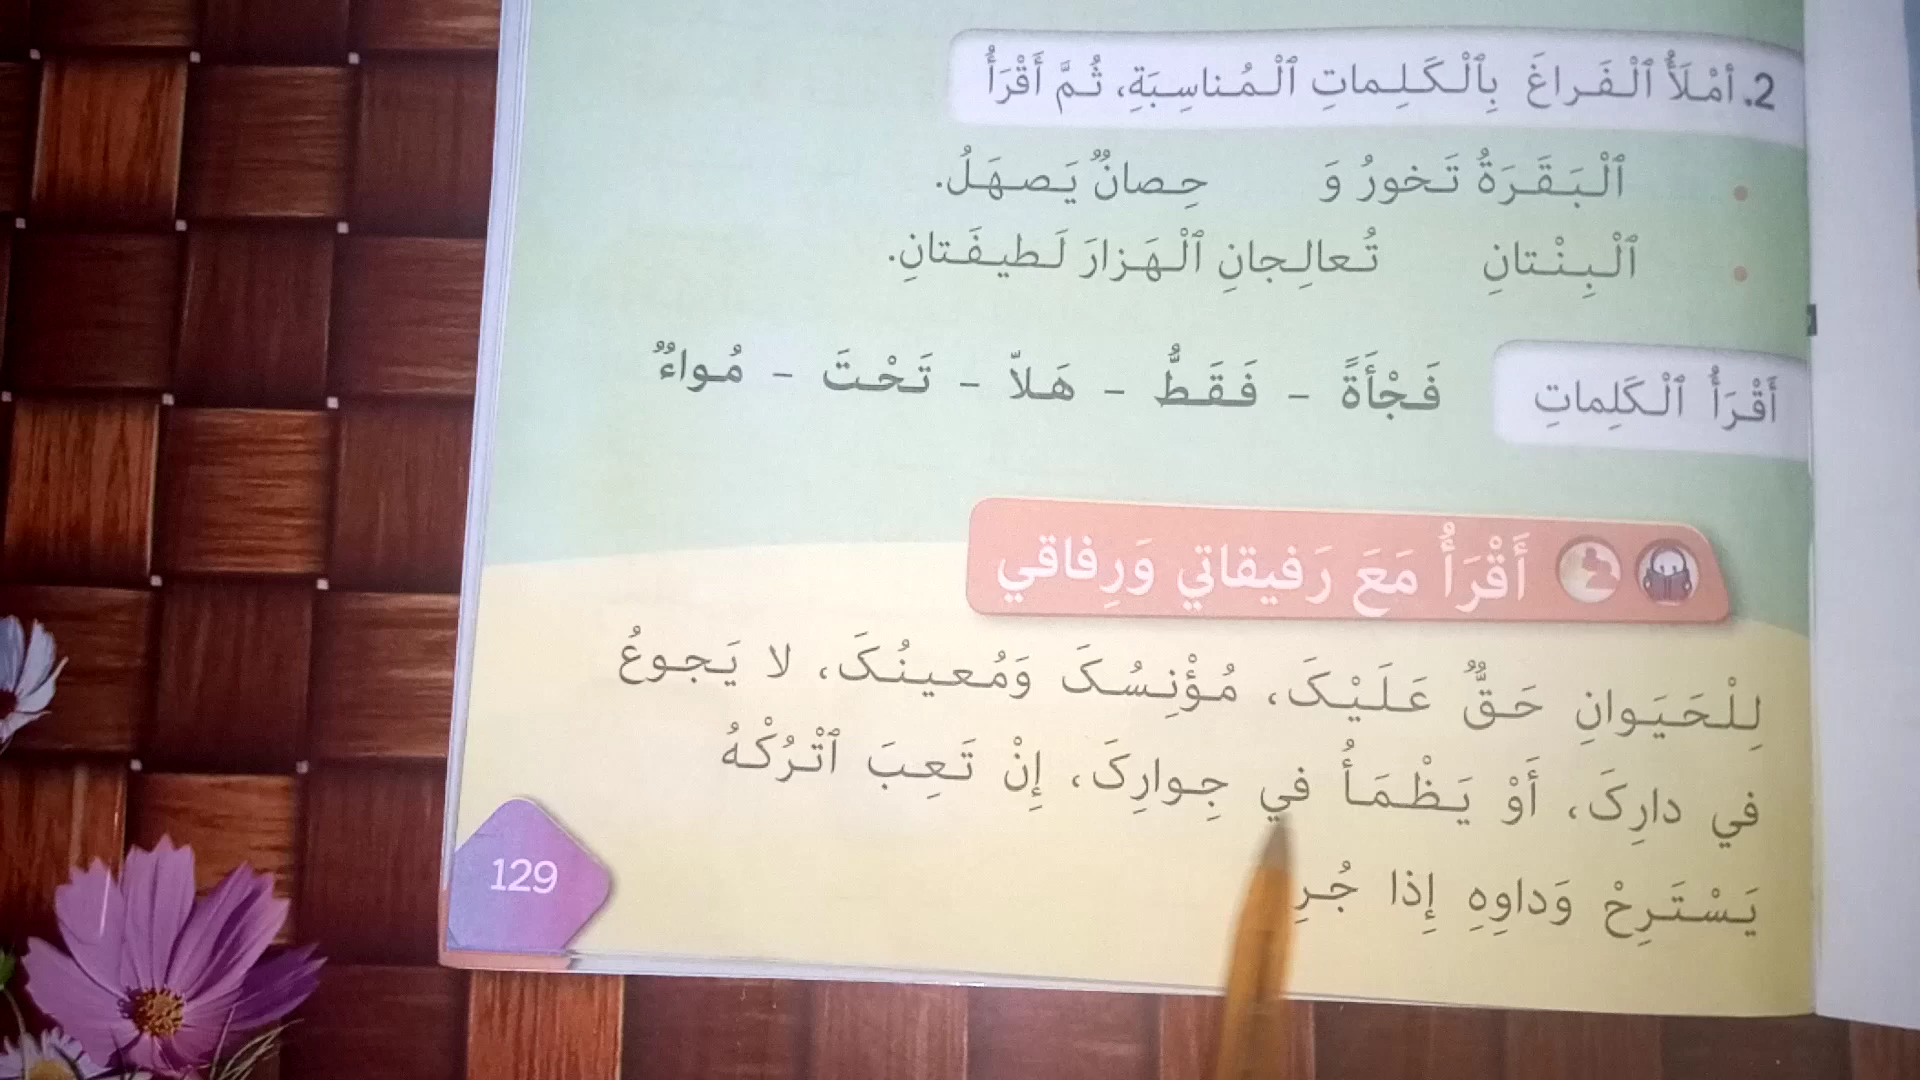 2. أَمْلَأُ ٱلْفَراغَ بِٱلْكَلِماتِ ٱلْمُناسِبَةِ، ثُمَّ أَقْرَأُ
• ٱلْبَقَرَةُ تَخورُ وَ حِصانٌ يَصهَلُ.
• ٱلْبِنْتانِ تُعالِجانِ ٱلْهَزارَ لَطيفَتانِ.
أَقْرَأُ ٱلْكَلِماتِ فَجْأَةً - فَقَطُّ - هَلاّ - تَحْتَ - مُواءٌ
أَقْرَأُ مَعَ رَفيقاتي وَرِفاقي
لِلْحَيَوانِ حَقٌّ عَلَيْكَ، مُؤْنِسُكَ وَمُعينُكَ، لا يَجوعُ
في دارِكَ، أَوْ يَظْمَأُ في جِوارِكَ، إِنْ تَعِبَ ٱتْرُكْهُ
يَسْتَرِحْ وَداوِهِ إِذا
129